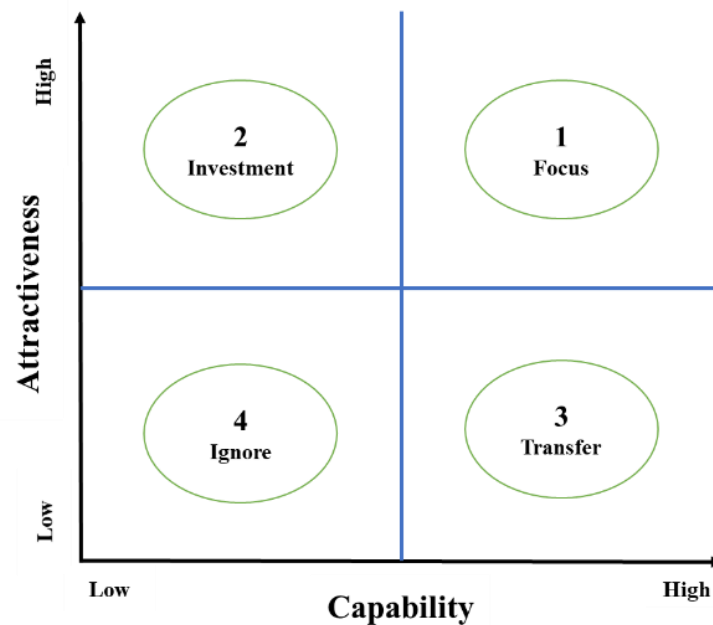 High
2
Investment
1
Focus
Attractiveness
4
Ignore
3
Transfer
Low
Low
High
Capability